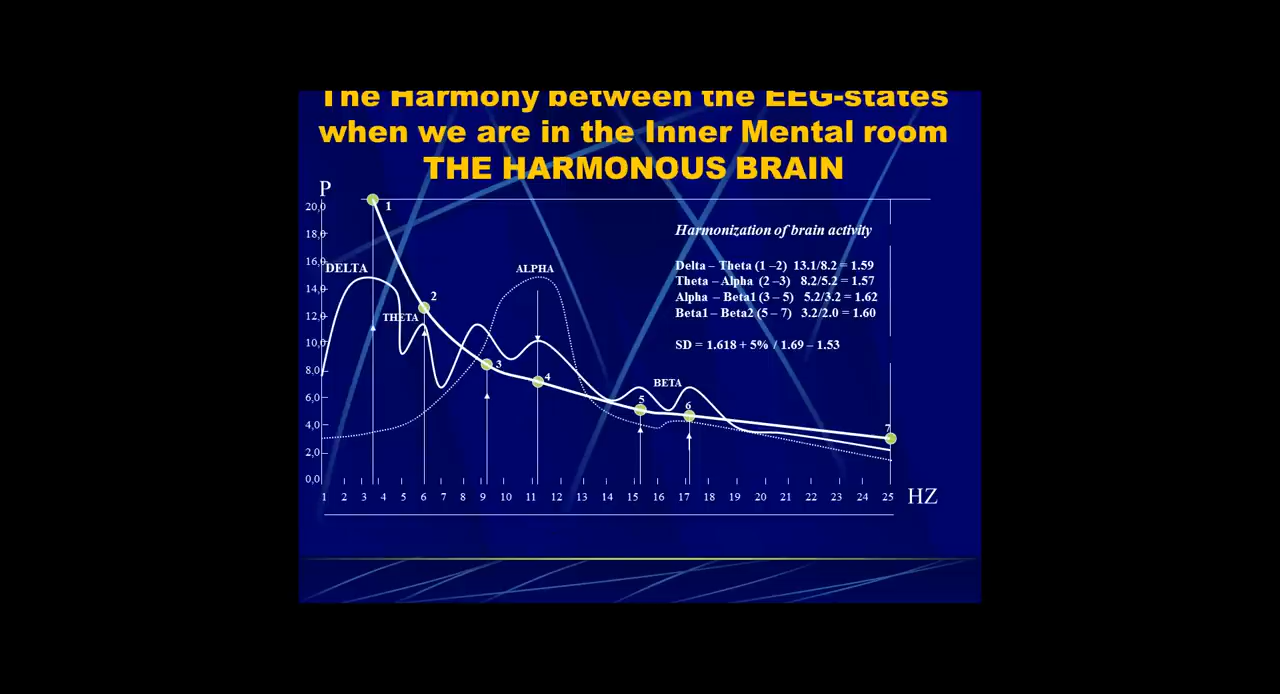 The Harmony between the EEG-states
when we are in the Inner Mental room
THE HARMONOUS BRAIN
P
20,0
18,0
16,0
14,0
12,0
10,0
8,0
6,0
4,0
2,0
0,0
1
2
3
4
5
6
7
DELTA
THETA
ALPHA
BETA
Harmonization of brain activity
Delta – Theta (1 –2) 13.1/8.2 = 1.59
Theta – Alpha (2 –3) 8.2/5.2 = 1.57
Alpha – Beta1 (3 – 5) 5.2/3.2 = 1.62
Beta1 – Beta2 (5 – 7) 3.2/2.0 = 1.60
SD = 1.618 + 5% / 1.69 – 1.53
1 2 3 4 5 6 7 8 9 10 11 12 13 14 15 16 17 18 19 20 21 22 23 24 25 HZ